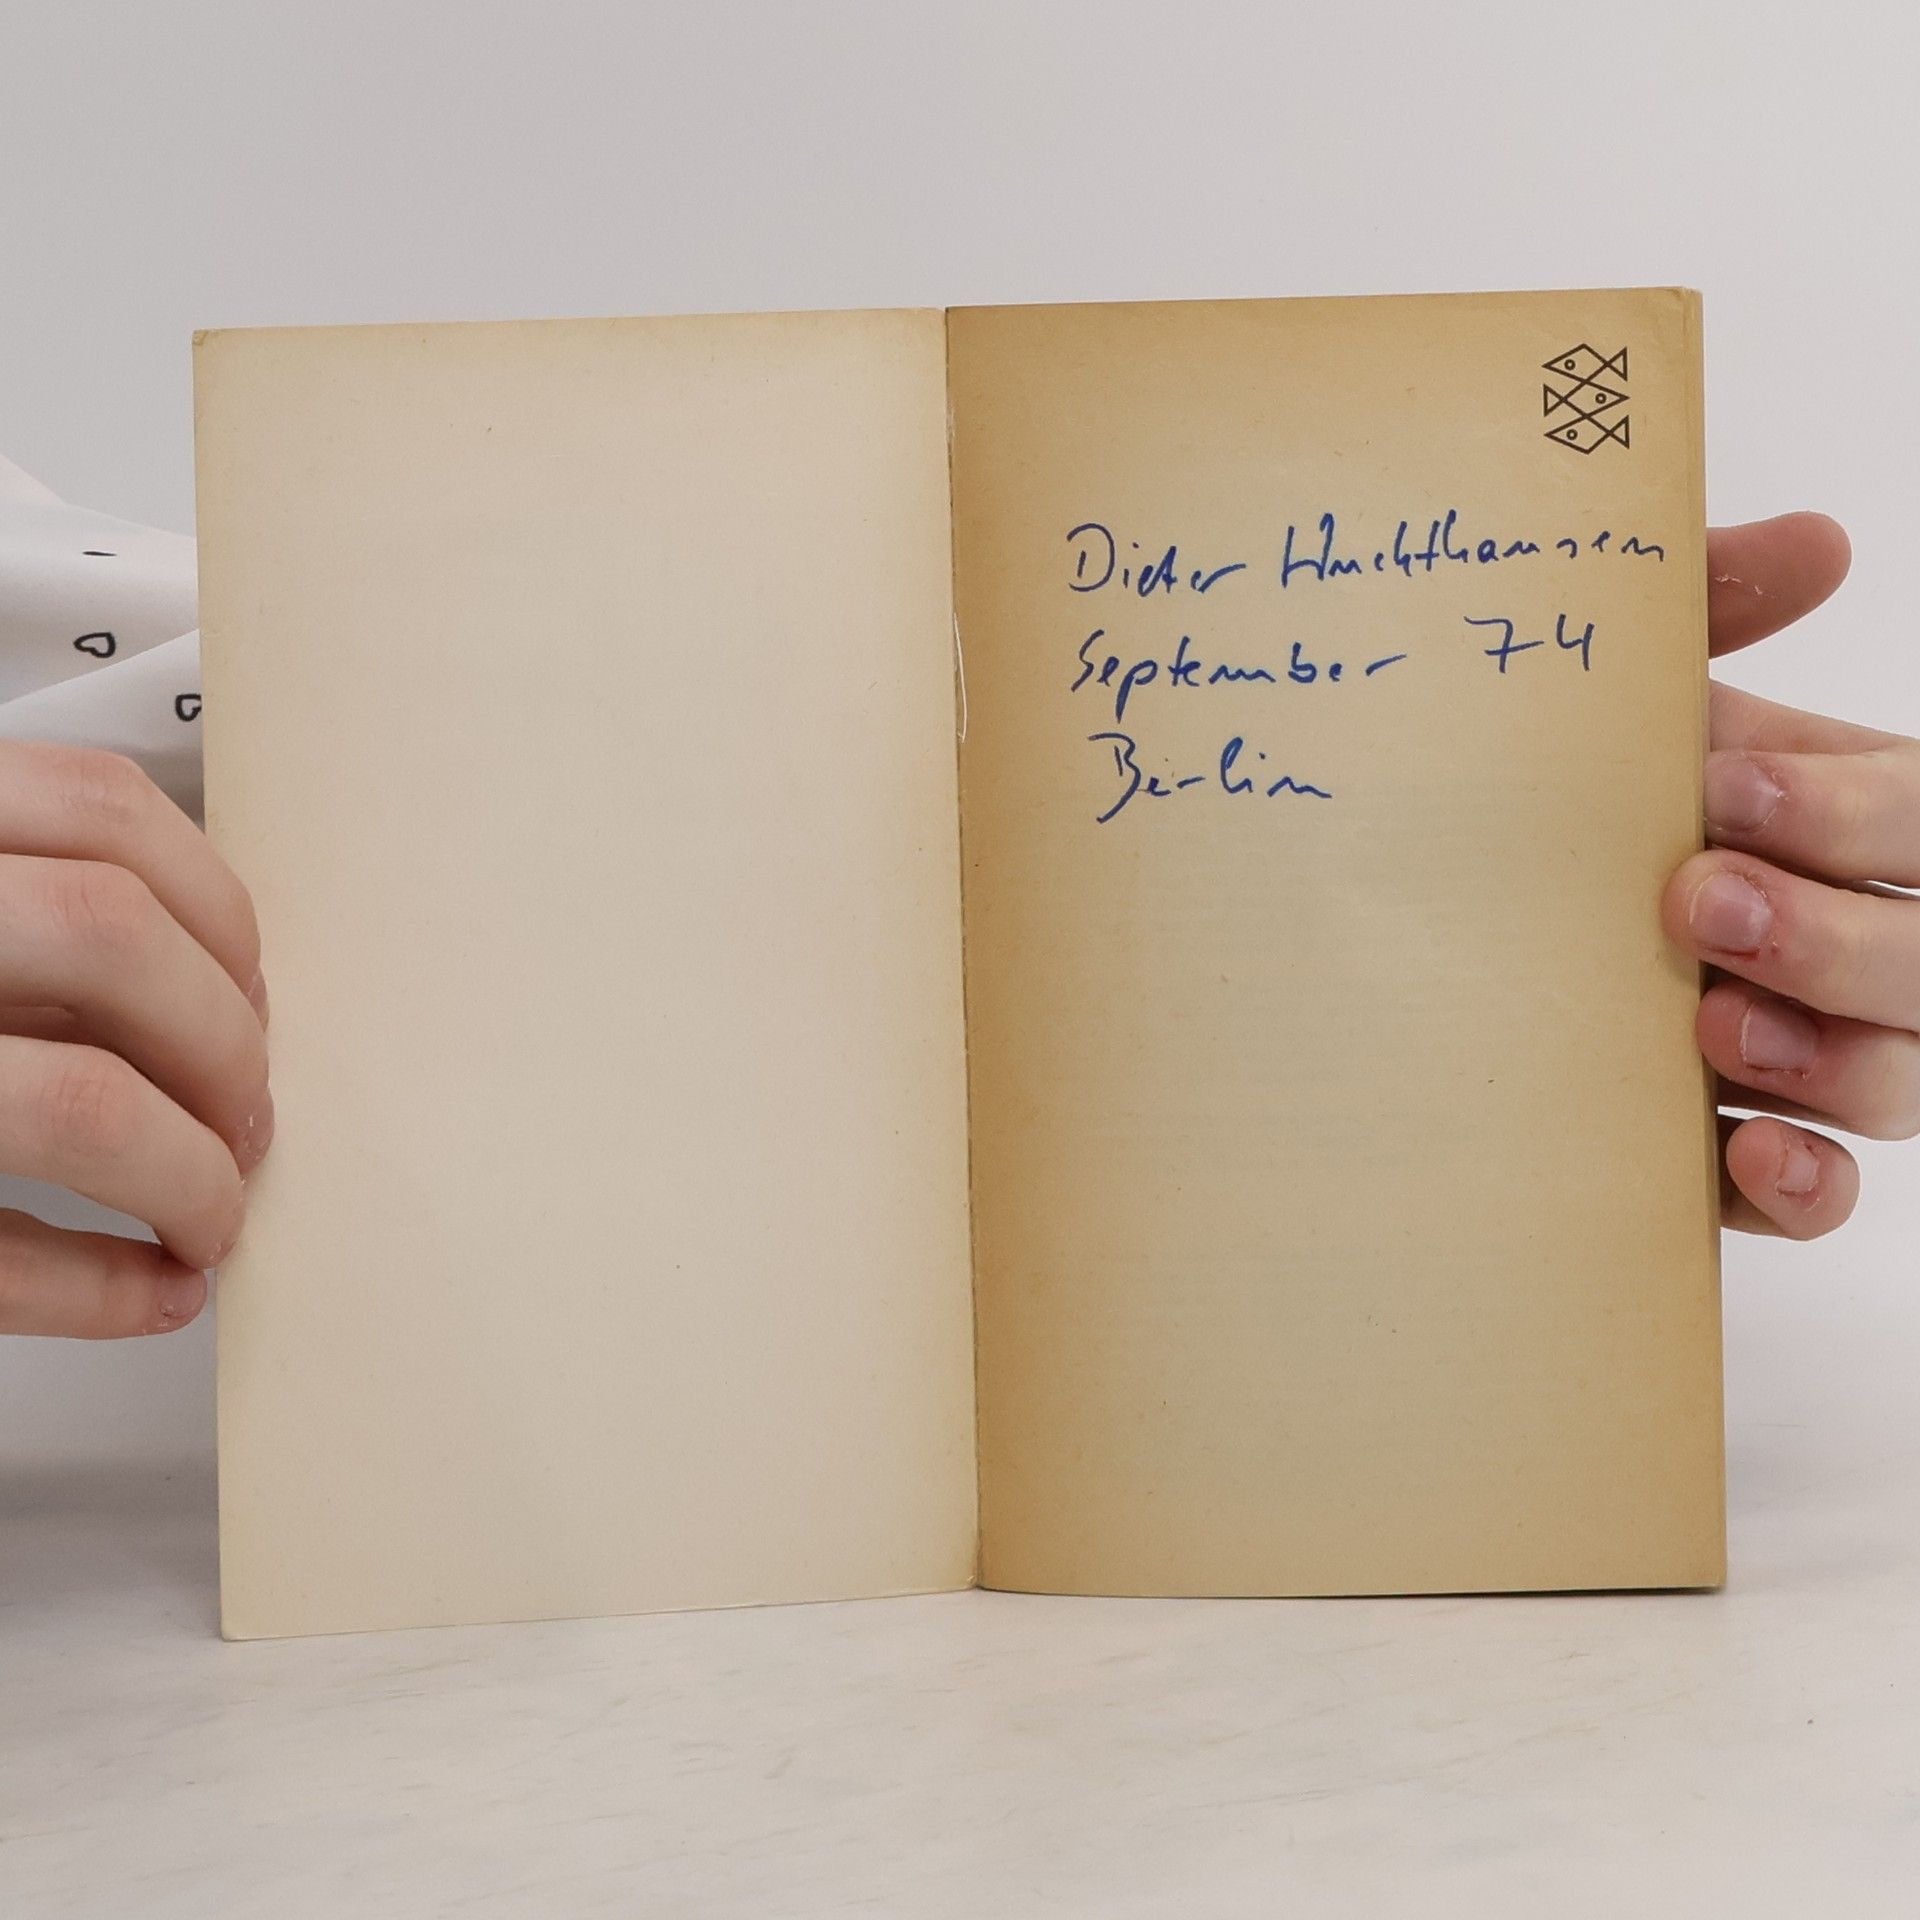 Dieter
September 74
Berlin